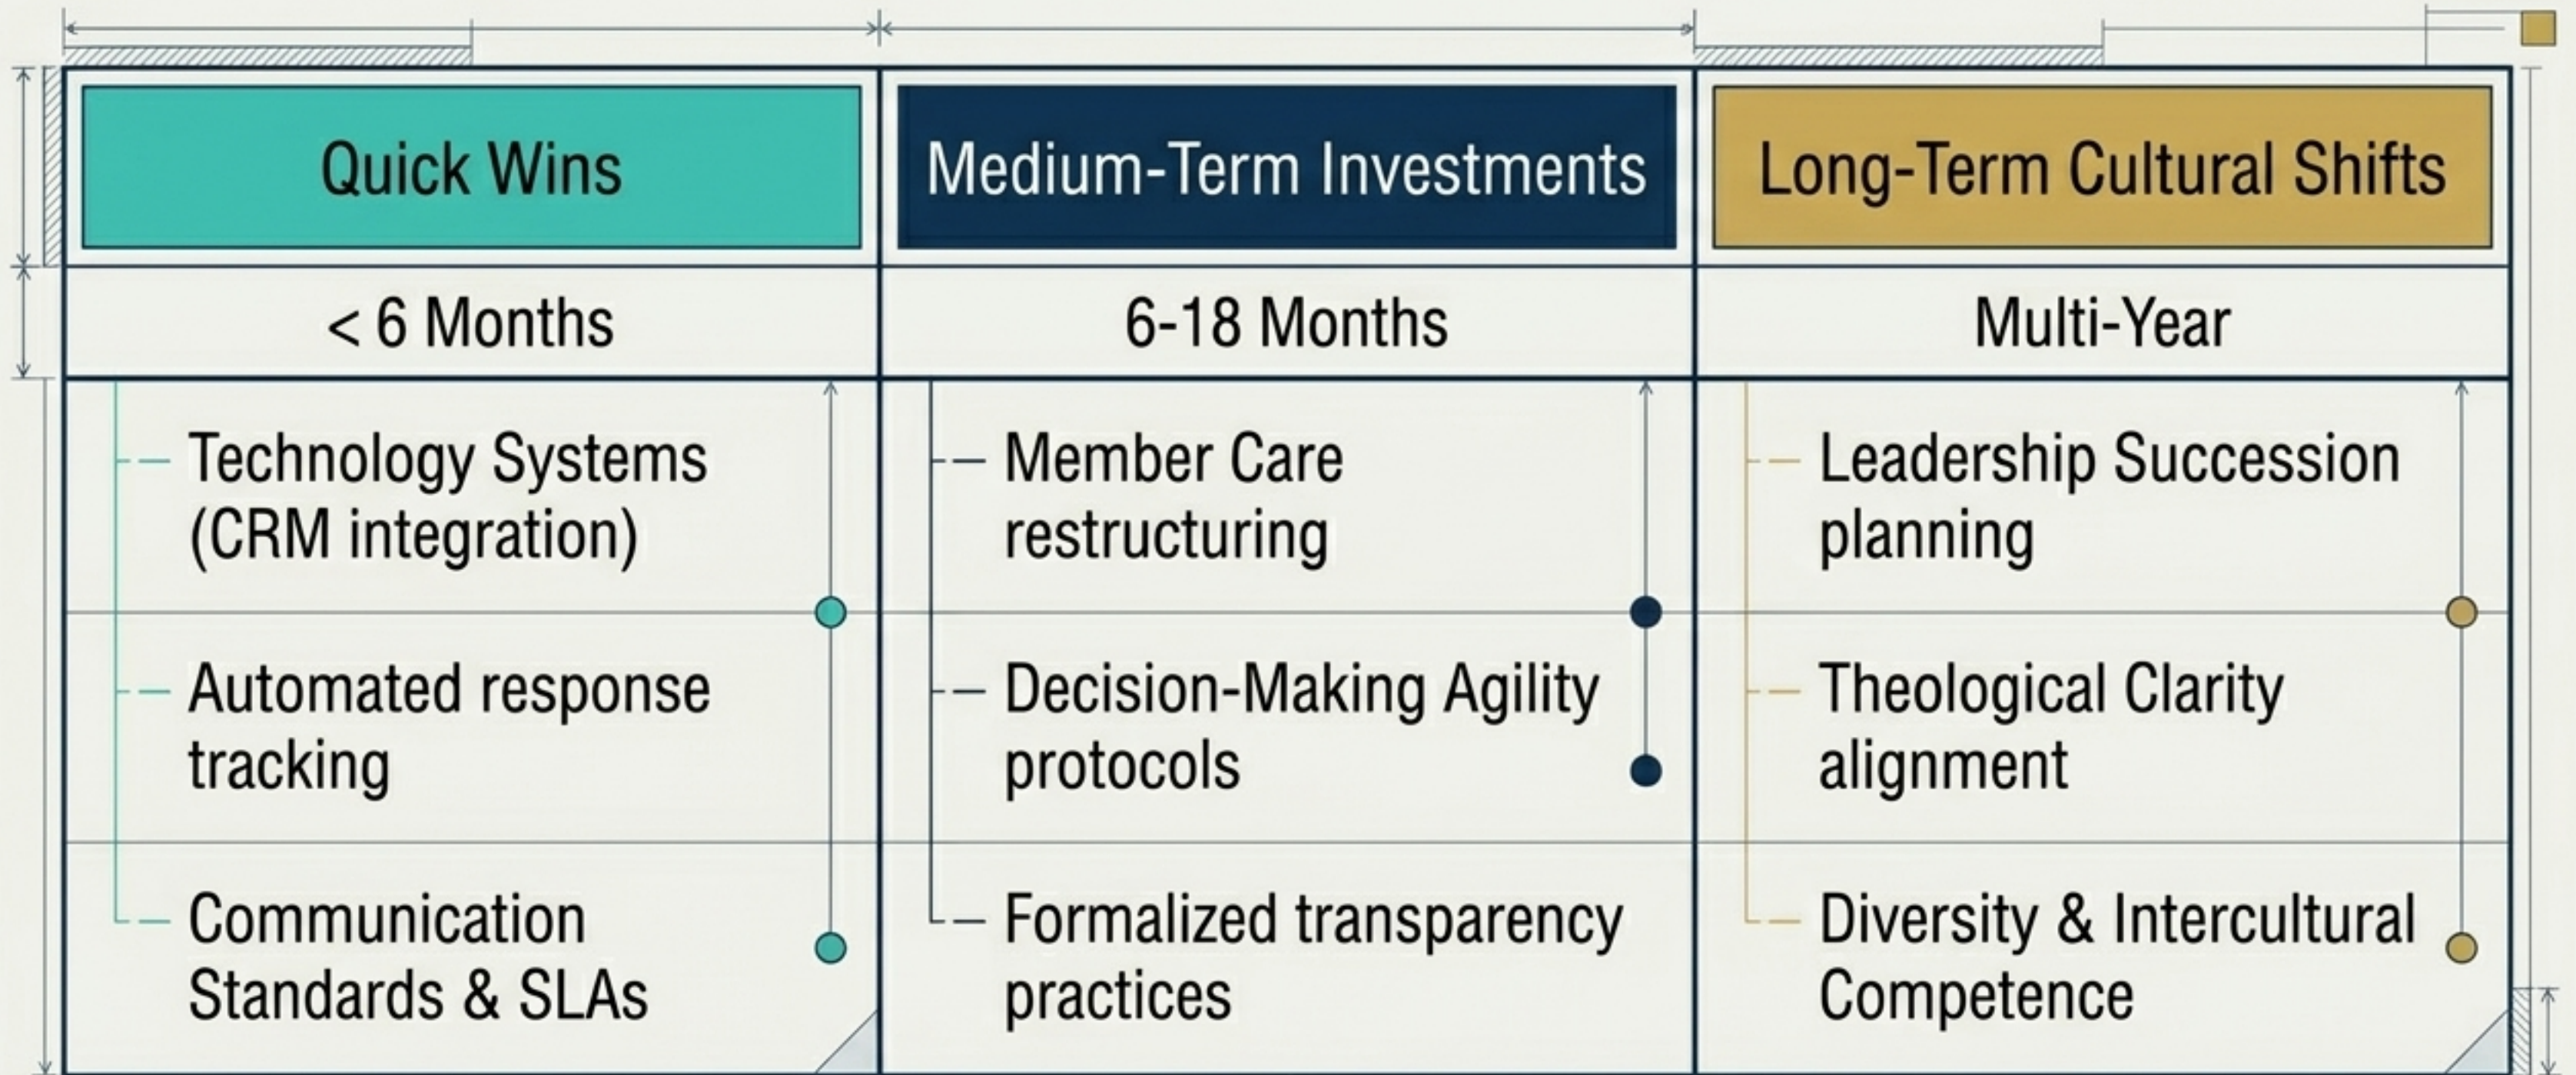 Quick Wins
Medium-Term Investments
Long-Term Cultural Shifts
< 6 Months
6-18 Months
Multi-Year
Technology Systems
(CRM integration)
Member Care
restructuring
Leadership Succession
planning
Automated response
tracking
Decision-Making Agility
protocols
Theological Clarity
alignment
Communication
Standards & SLAs
Formalized transparency
practices
Diversity & Intercultural
Competence